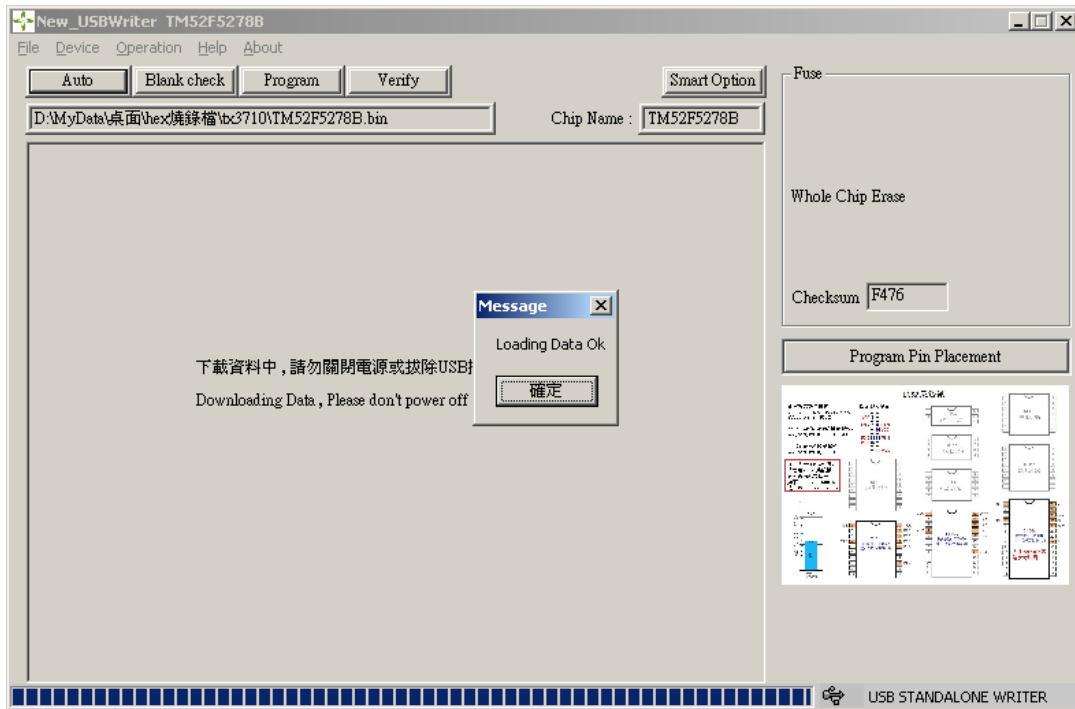 New_USBWriter TM52F5278B
File Device Operation Help About
Auto Blank check Program Verify Smart Option
D:\MyData\桌面\hex燒錄檔\tx3710\TM52F5278B.bin
Chip Name : TM52F5278B
Fuse
Whole Chip Erase
Checksum F476
Message
Loading Data Ok
確定
下載資料中 , 請勿關閉電源或拔除USB
Downloading Data , Please don't power off
Program Pin Placement
USB STANDALONE WRITER